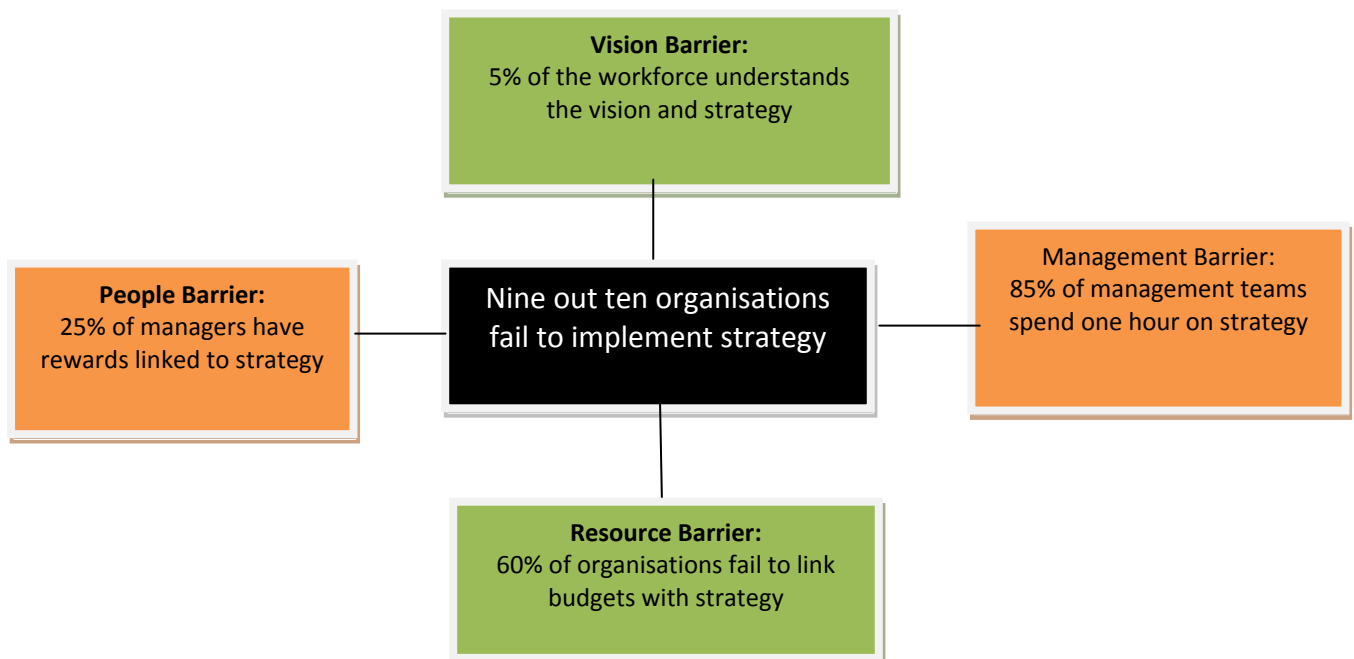 Vision Barrier:
5% of the workforce understands
the vision and strategy
People Barrier:
25% of managers have
rewards linked to strategy
Nine out ten organisations
fail to implement strategy
Management Barrier:
85% of management teams
spend one hour on strategy
Resource Barrier:
60% of organisations fail to link
budgets with strategy